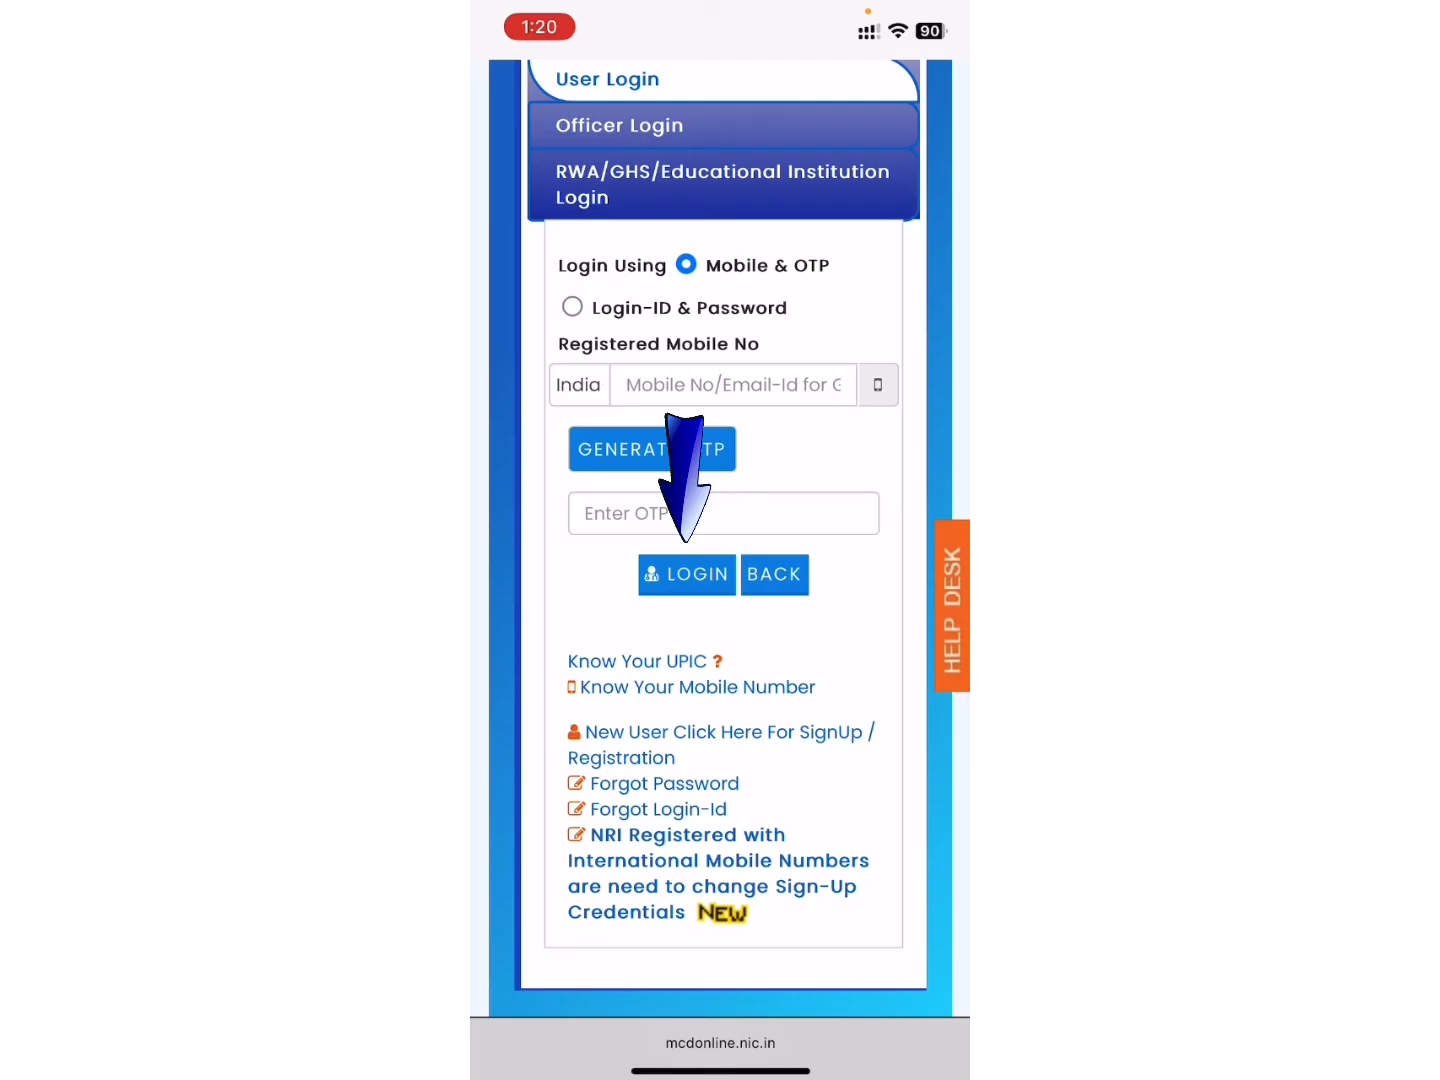 1:20
90
User Login
Officer Login
RWA/GHS/Educational Institution
Login
Login Using Mobile & OTP
Login-ID & Password
Registered Mobile No
India Mobile No/Email-Id for
Enter OTP
LOGIN BACK
HELP DESK
Know Your UPIC ?
Know Your Mobile Number
New User Click Here For SignUp /
Registration
Forgot Password
Forgot Login-Id
NRI Registered with
International Mobile Numbers
are need to change Sign-Up
Credentials NEW
mcdonline.nic.in